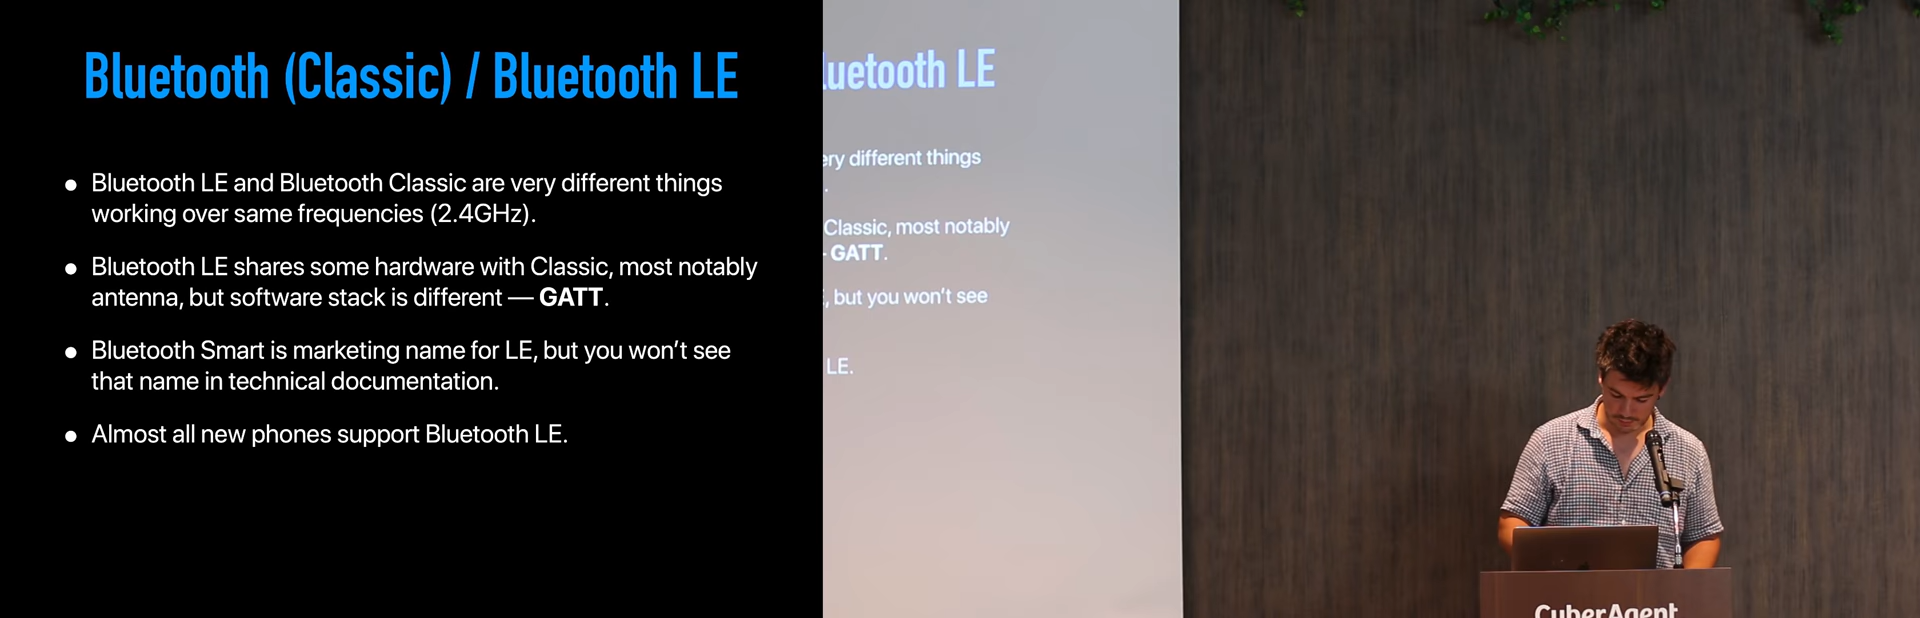 Bluetooth (Classic) / Bluetooth LE
● Bluetooth LE and Bluetooth Classic are very different things
working over same frequencies (2.4GHz).
● Bluetooth LE shares some hardware with Classic, most notably
antenna, but software stack is different — GATT.
● Bluetooth Smart is marketing name for LE, but you won't see
that name in technical documentation.
● Almost all new phones support Bluetooth LE.
luetooth LE
ery different things
.
Classic, most notably
- GATT.
, but you won't see
LE.
CyberAgent